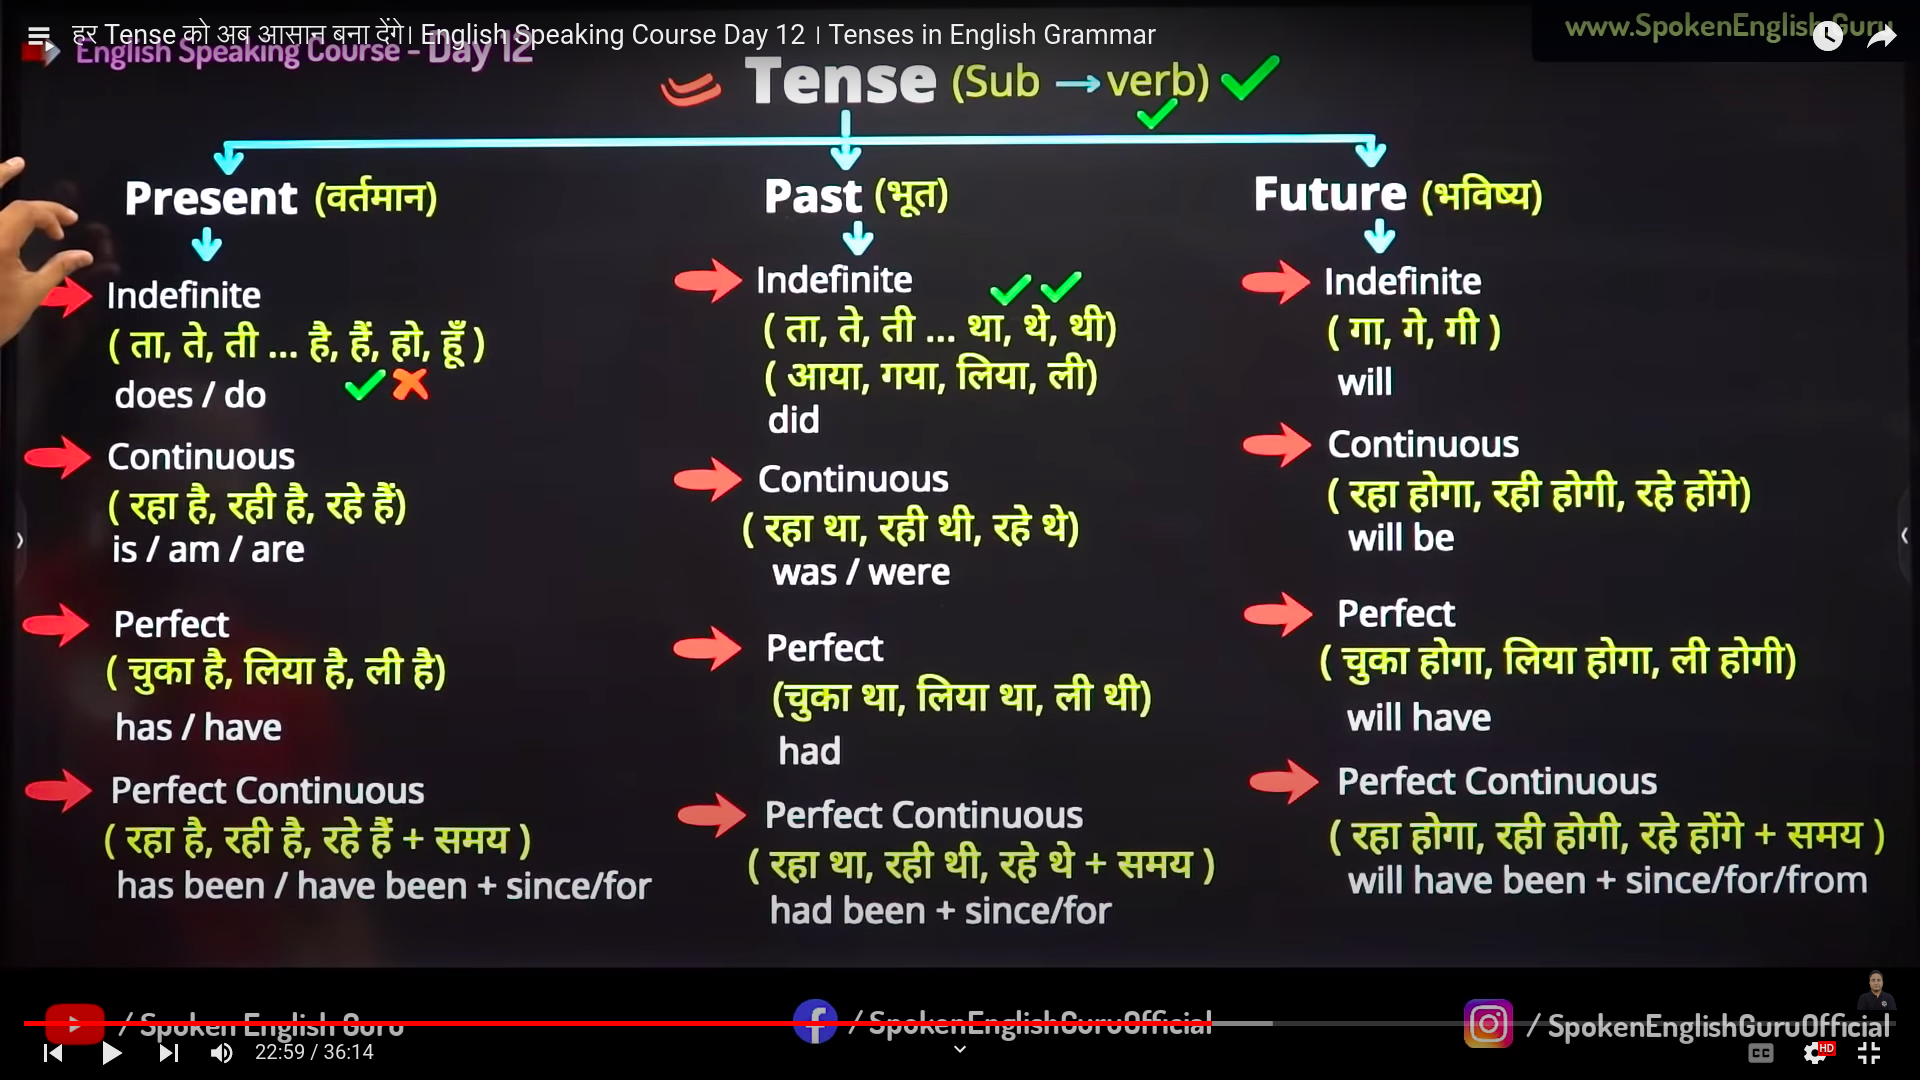 हर Tense को अब आसान बना देंगे। English Speaking Course Day 12 । Tenses in English Grammar
www.SpokenEnglish.Guru
English Speaking Course - Day 12
Tense (Sub → verb)
Present (वर्तमान)
Indefinite
( ता, ते, ती ... है, हैं, हो, हूँ )
does / do
Continuous
( रहा है, रही है, रहे हैं)
is / am / are
Perfect
( चुका है, लिया है, ली है)
has / have
Perfect Continuous
( रहा है, रही है, रहे हैं + समय )
has been / have been + since/for
Past (भूत)
Indefinite
( ता, ते, ती ... था, थे, थी)
( आया, गया, लिया, ली)
did
Continuous
( रहा था, रही थी, रहे थे)
was / were
Perfect
(चुका था, लिया था, ली थी)
had
Perfect Continuous
( रहा था, रही थी, रहे थे + समय )
had been + since/for
Future (भविष्य)
Indefinite
( गा, गे, गी )
will
Continuous
( रहा होगा, रही होगी, रहे होंगे)
will be
Perfect
( चुका होगा, लिया होगा, ली होगी)
will have
Perfect Continuous
( रहा होगा, रही होगी, रहे होंगे + समय )
will have been + since/for/from
/ Spoken English Guru
/ SpokenEnglishGuruOfficial
/ SpokenEnglishGuruOfficial
22:59 / 36:14
CC
HD